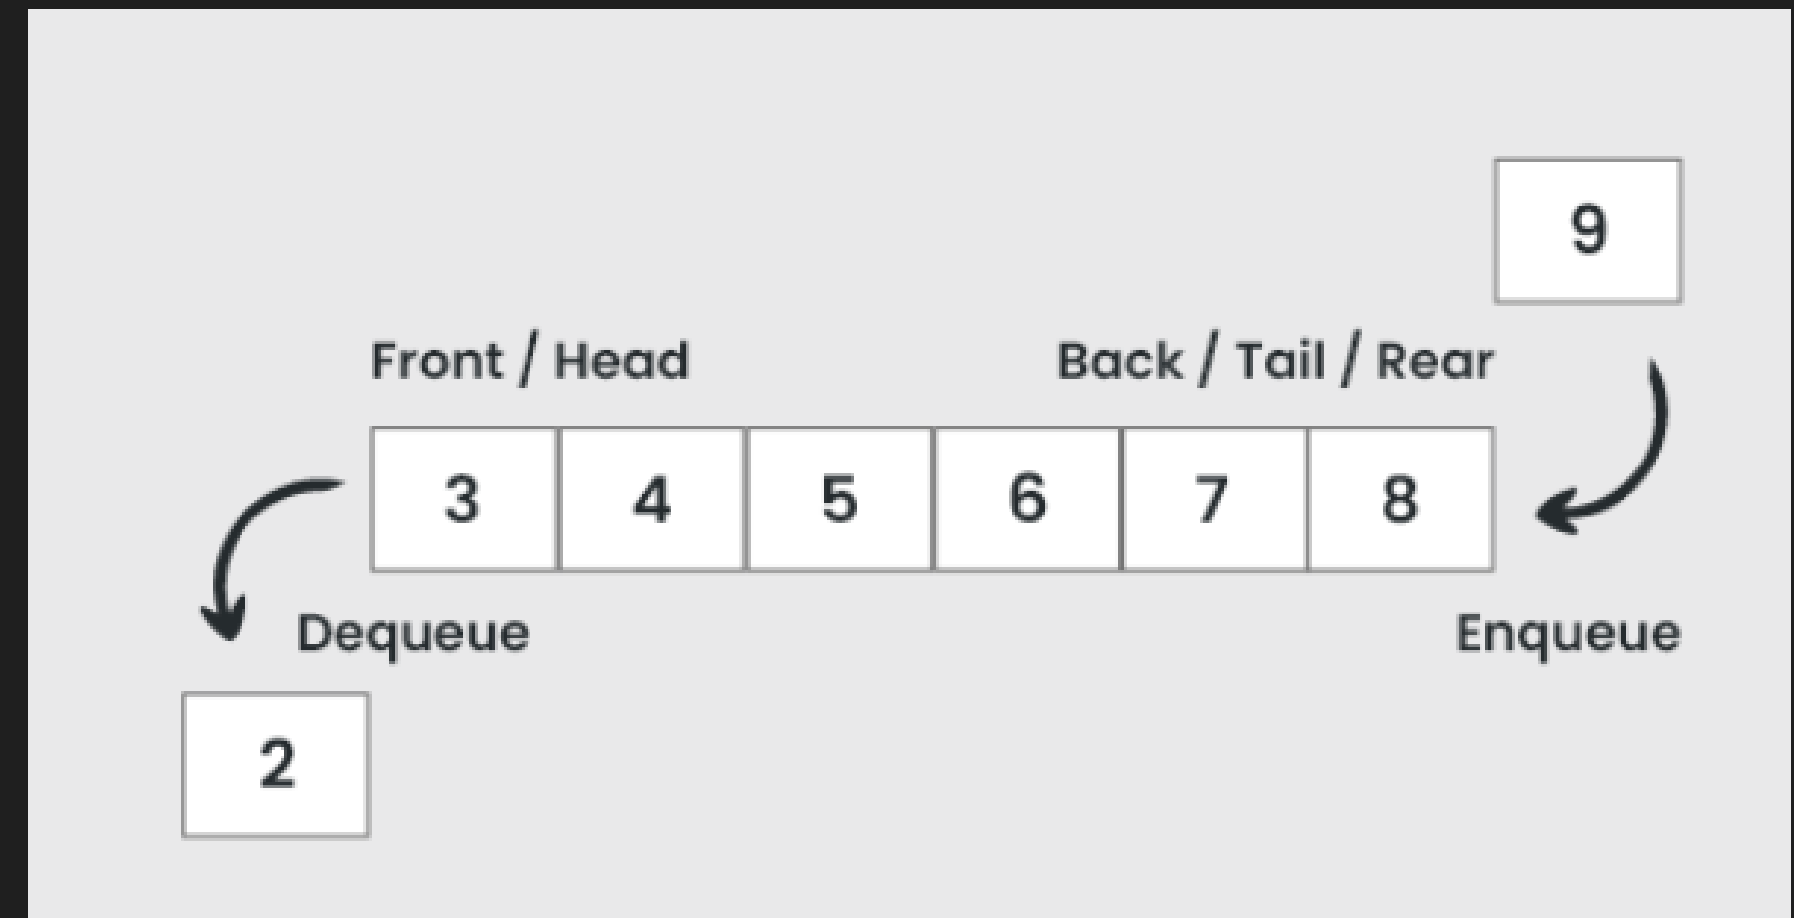 9
Front / Head
Back / Tail / Rear
3 4 5 6 7 8
Dequeue
Enqueue
2